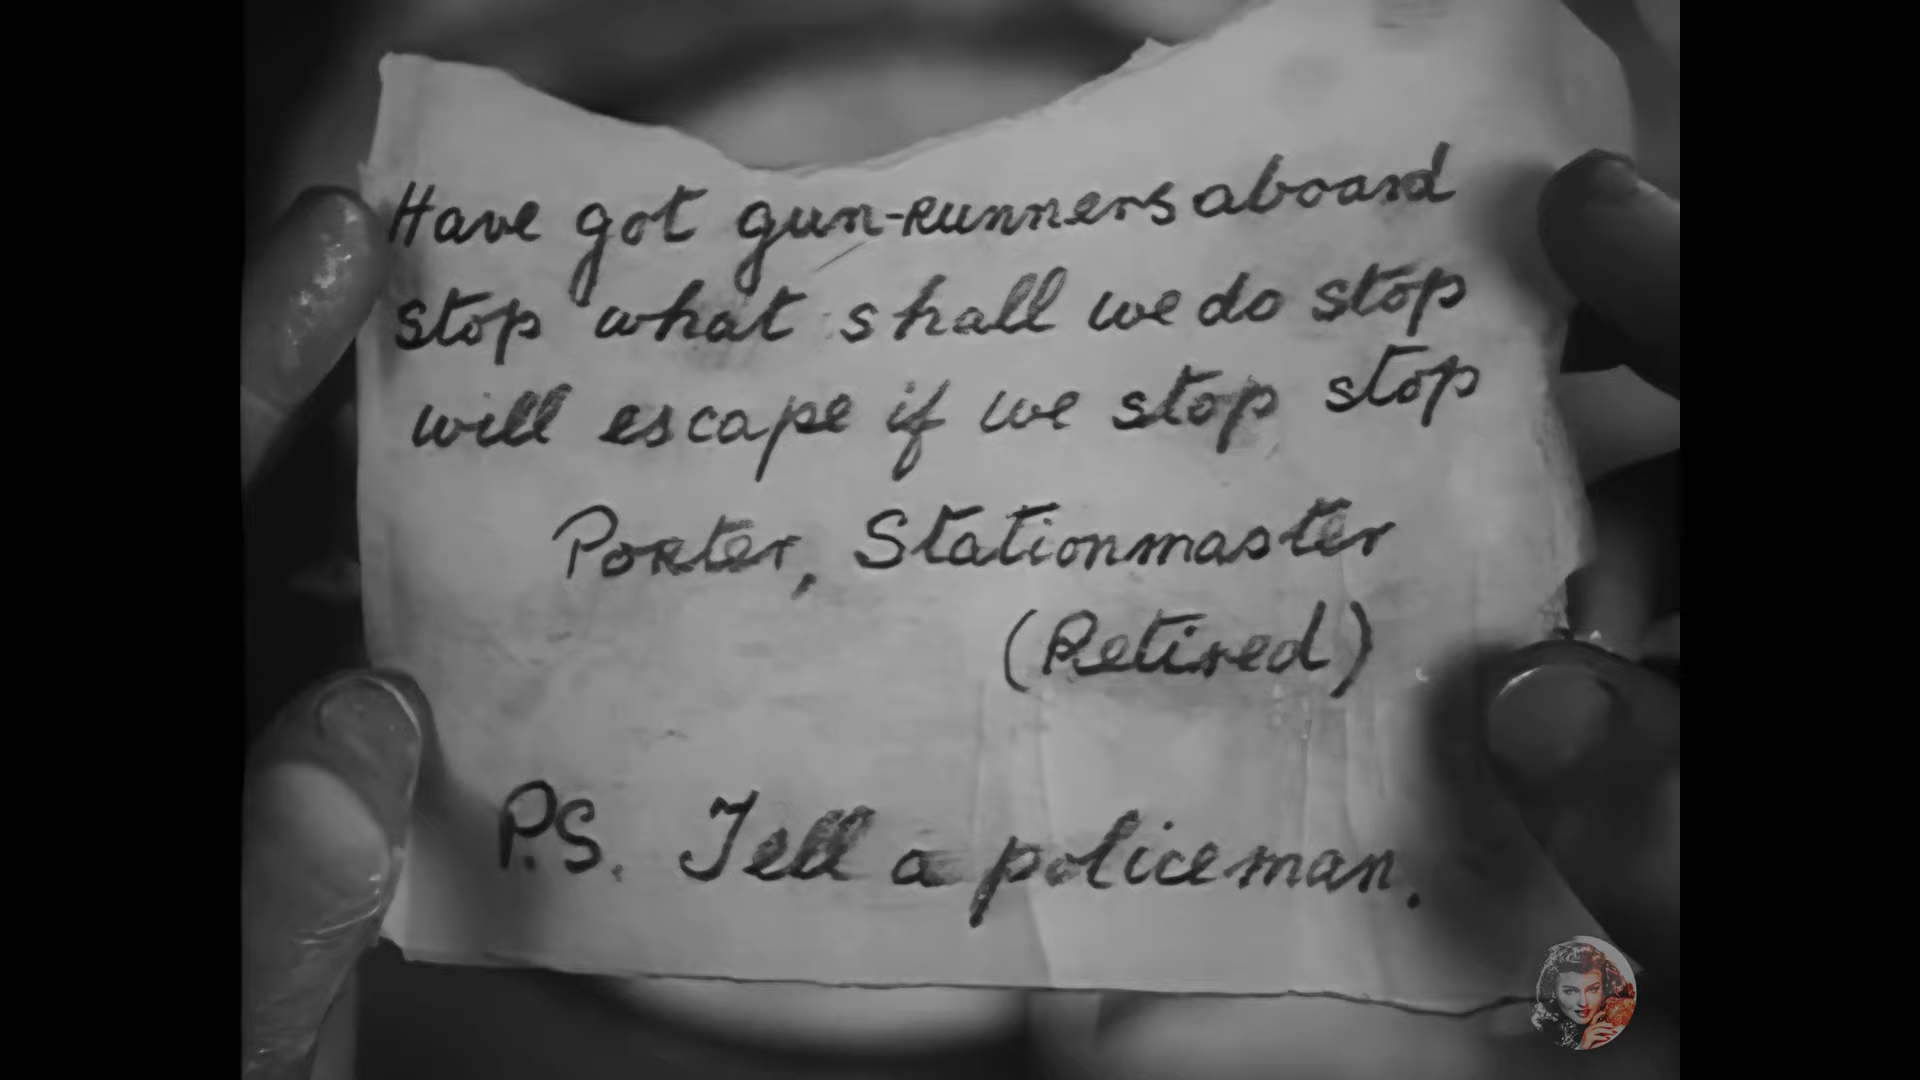 Have got gun-runners aboard
stop what shall we do stop
will escape if we stop stop
Porter, Stationmaster
(Retired)
P.S. Tell a policeman.